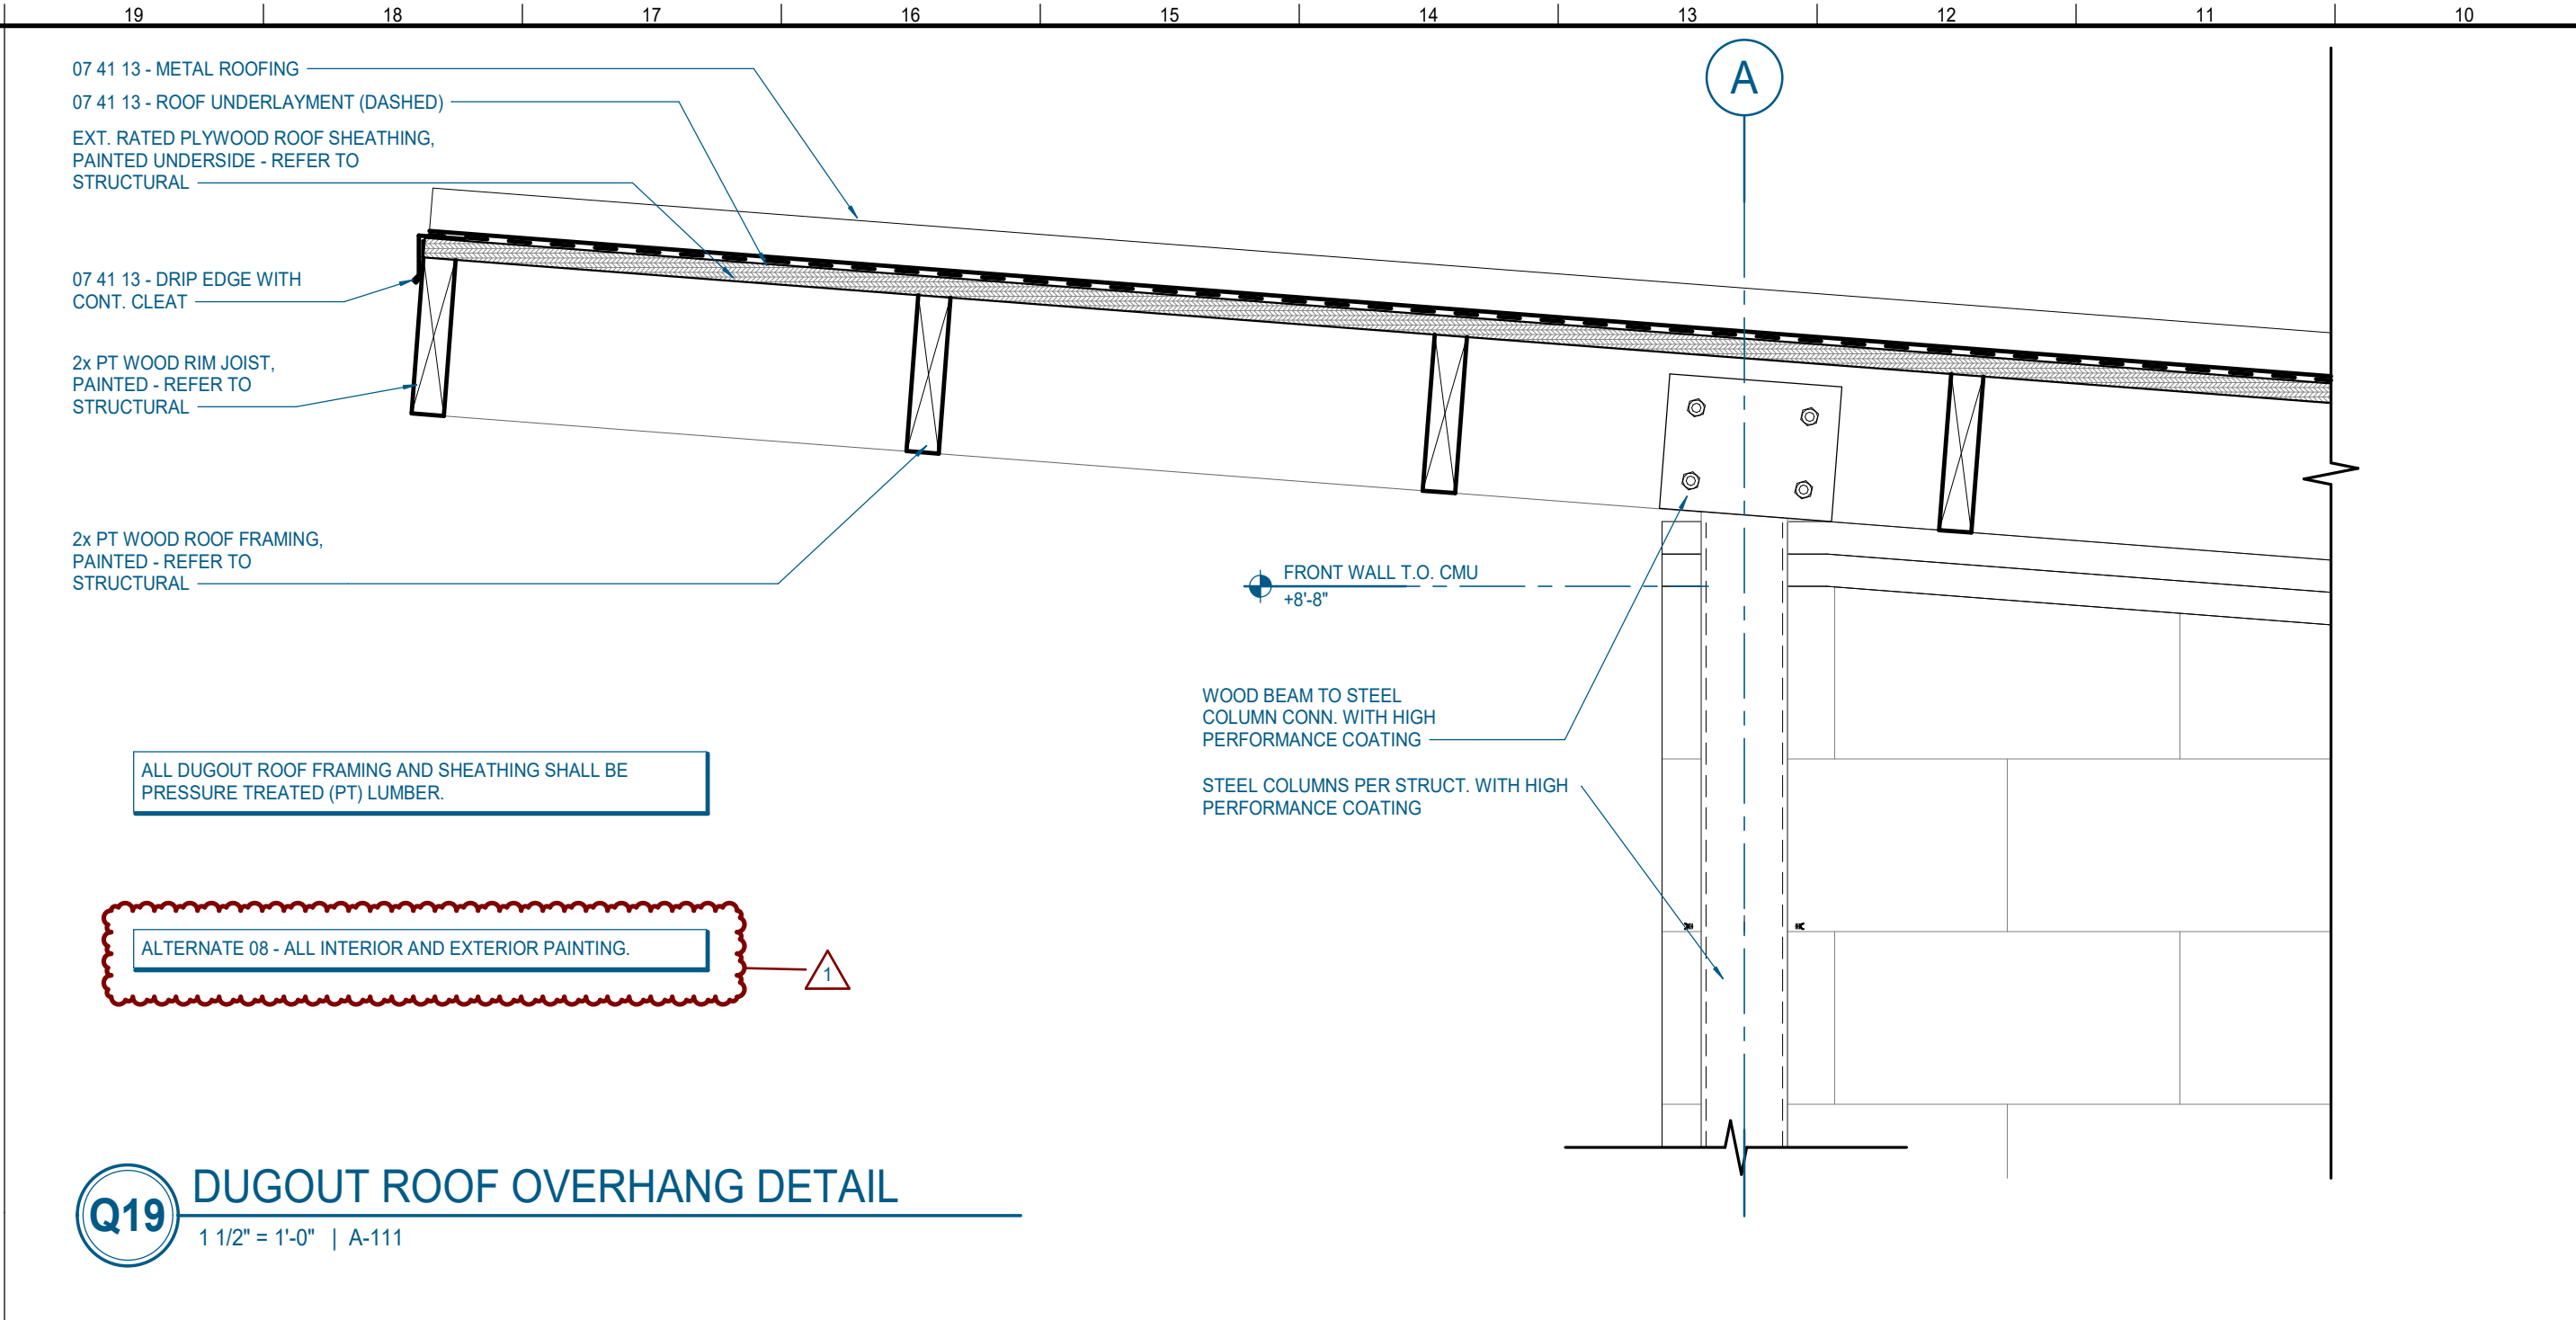 19 18 17 16 15 14 13 12 11 10
07 41 13 - METAL ROOFING
07 41 13 - ROOF UNDERLAYMENT (DASHED)
EXT. RATED PLYWOOD ROOF SHEATHING,
PAINTED UNDERSIDE - REFER TO
STRUCTURAL
07 41 13 - DRIP EDGE WITH
CONT. CLEAT
2x PT WOOD RIM JOIST,
PAINTED - REFER TO
STRUCTURAL
2x PT WOOD ROOF FRAMING,
PAINTED - REFER TO
STRUCTURAL
A
FRONT WALL T.O. CMU
+8'-8"
WOOD BEAM TO STEEL
COLUMN CONN. WITH HIGH
PERFORMANCE COATING
STEEL COLUMNS PER STRUCT. WITH HIGH
PERFORMANCE COATING
ALL DUGOUT ROOF FRAMING AND SHEATHING SHALL BE
PRESSURE TREATED (PT) LUMBER.
ALTERNATE 08 - ALL INTERIOR AND EXTERIOR PAINTING.
1
Q19
DUGOUT ROOF OVERHANG DETAIL
1 1/2" = 1'-0" | A-111